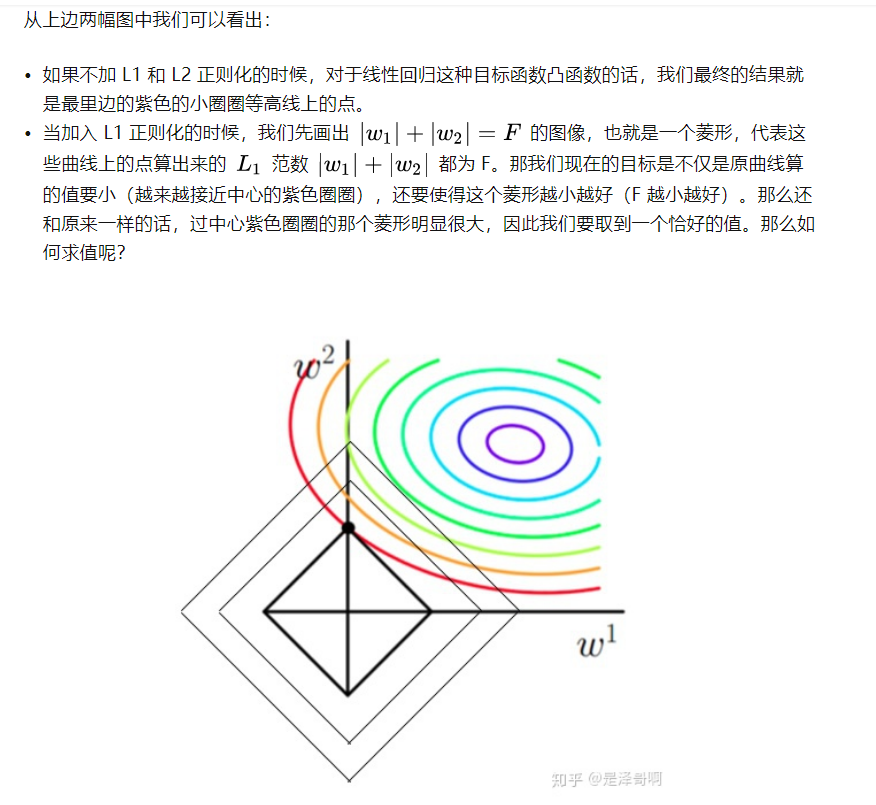 从上边两幅图中我们可以看出：
• 如果不加 L1 和 L2 正则化的时候，对于线性回归这种目标函数凸函数的话，我们最终的结果就
是最里边的紫色的小圈圈等高线上的点。
• 当加入 L1 正则化的时候，我们先画出 |w₁| + |w₂| = F 的图像，也就是一个菱形，代表这
些曲线上的点算出来的 L₁ 范数 |w₁| + |w₂| 都为 F。那我们现在的目标是不仅是原曲线算
的值要小（越来越接近中心的紫色圈圈），还要使得这个菱形越小越好（F 越小越好）。那么还
和原来一样的话，过中心紫色圈圈的那个菱形明显很大，因此我们要取到一个恰好的值。那么如
何求值呢？
w²
w¹
知乎 @是泽哥啊